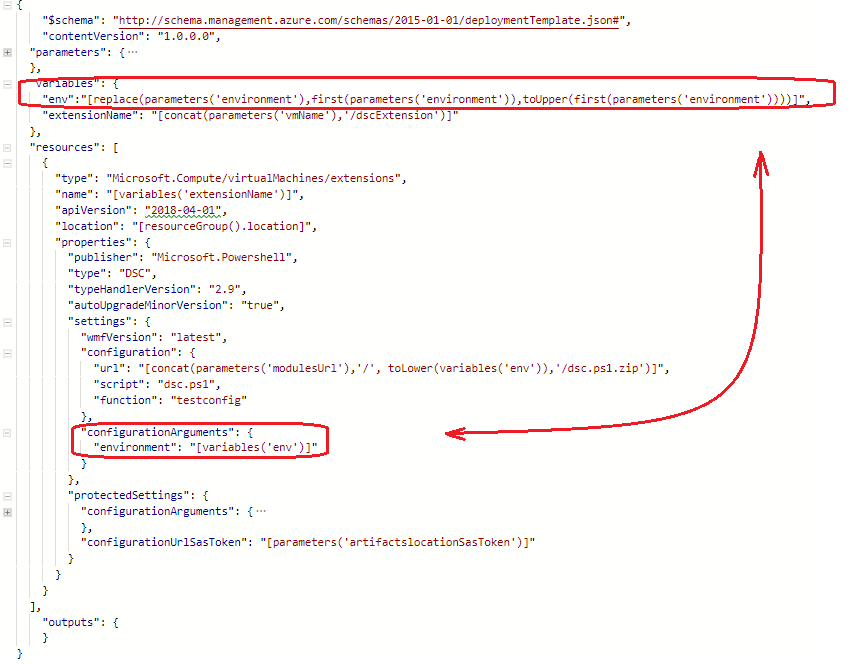 {
"$schema": "http://schema.management.azure.com/schemas/2015-01-01/deploymentTemplate.json#",
"contentVersion": "1.0.0.0",
"parameters": {...
},
"variables": {
"env":"[replace(parameters('environment'),first(parameters('environment')),toUpper(first(parameters('environment'))))]",
"extensionName": "[concat(parameters('vmName'),'/dscExtension')]"
},
"resources": [
{
"type": "Microsoft.Compute/virtualMachines/extensions",
"name": "[variables('extensionName')]",
"apiVersion": "2018-04-01",
"location": "[resourceGroup().location]",
"properties": {
"publisher": "Microsoft.Powershell",
"type": "DSC",
"typeHandlerVersion": "2.9",
"autoUpgradeMinorVersion": "true",
"settings": {
"wmfVersion": "latest",
"configuration": {
"url": "[concat(parameters('modulesUrl'),'/', toLower(variables('env')),'/dsc.ps1.zip')]",
"script": "dsc.ps1",
"function": "testconfig"
},
"configurationArguments": {
"environment": "[variables('env')]"
}
},
"protectedSettings": {
"configurationArguments": {...
},
"configurationUrlSasToken": "[parameters('artifactslocationSasToken')]"
}
}
}
],
"outputs": {
}
}